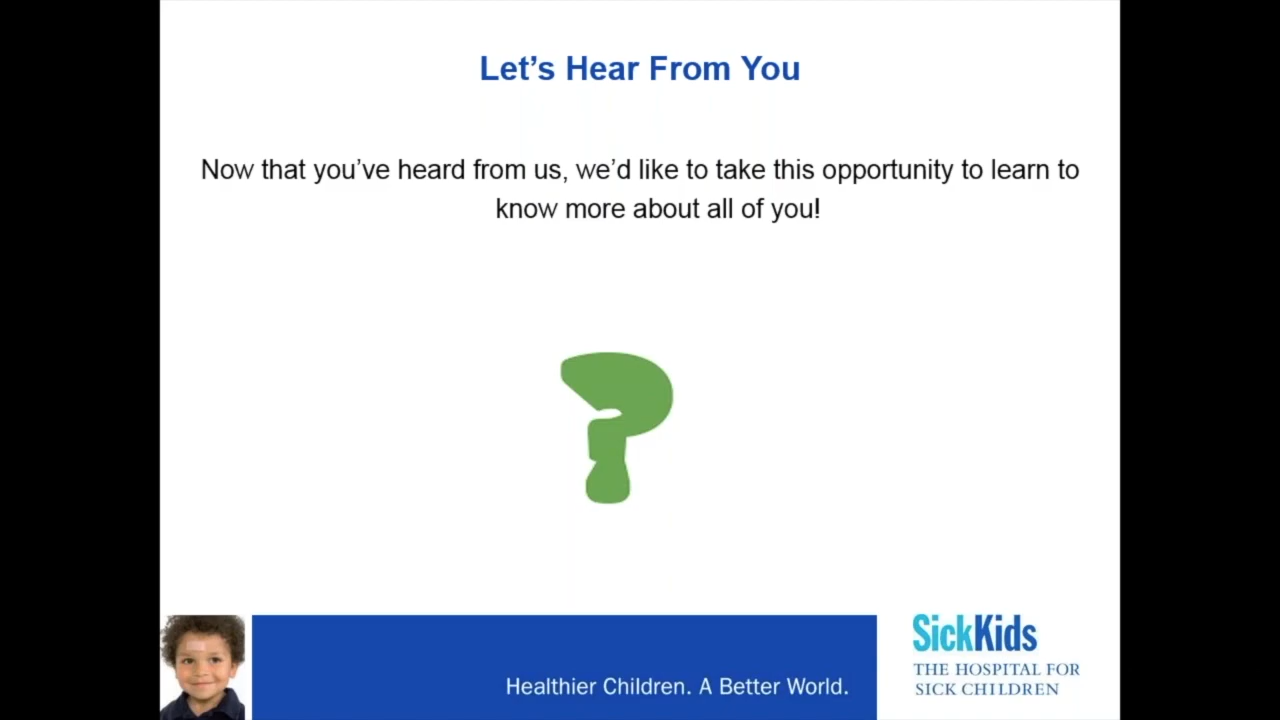 Let's Hear From You
Now that you've heard from us, we'd like to take this opportunity to learn to
know more about all of you!
?
Healthier Children. A Better World.
SickKids
THE HOSPITAL FOR
SICK CHILDREN